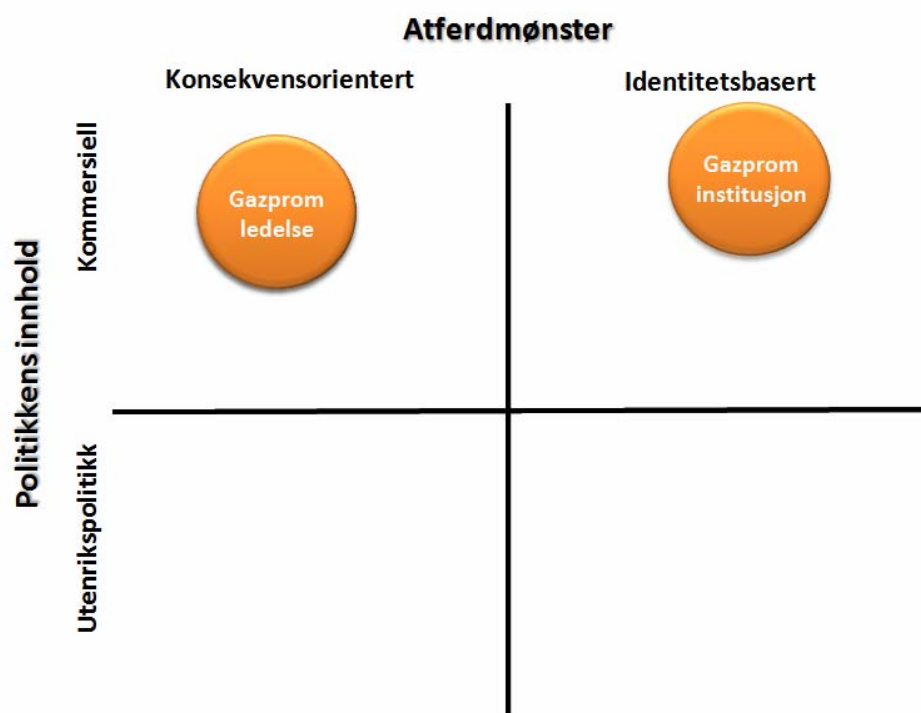 Atferdmønster
Konsekvensorientert
Identitetsbasert
Politikkens innhold
Kommersiell
Gazprom
ledelse
Gazprom
institusjon
Utenrikspolitikk